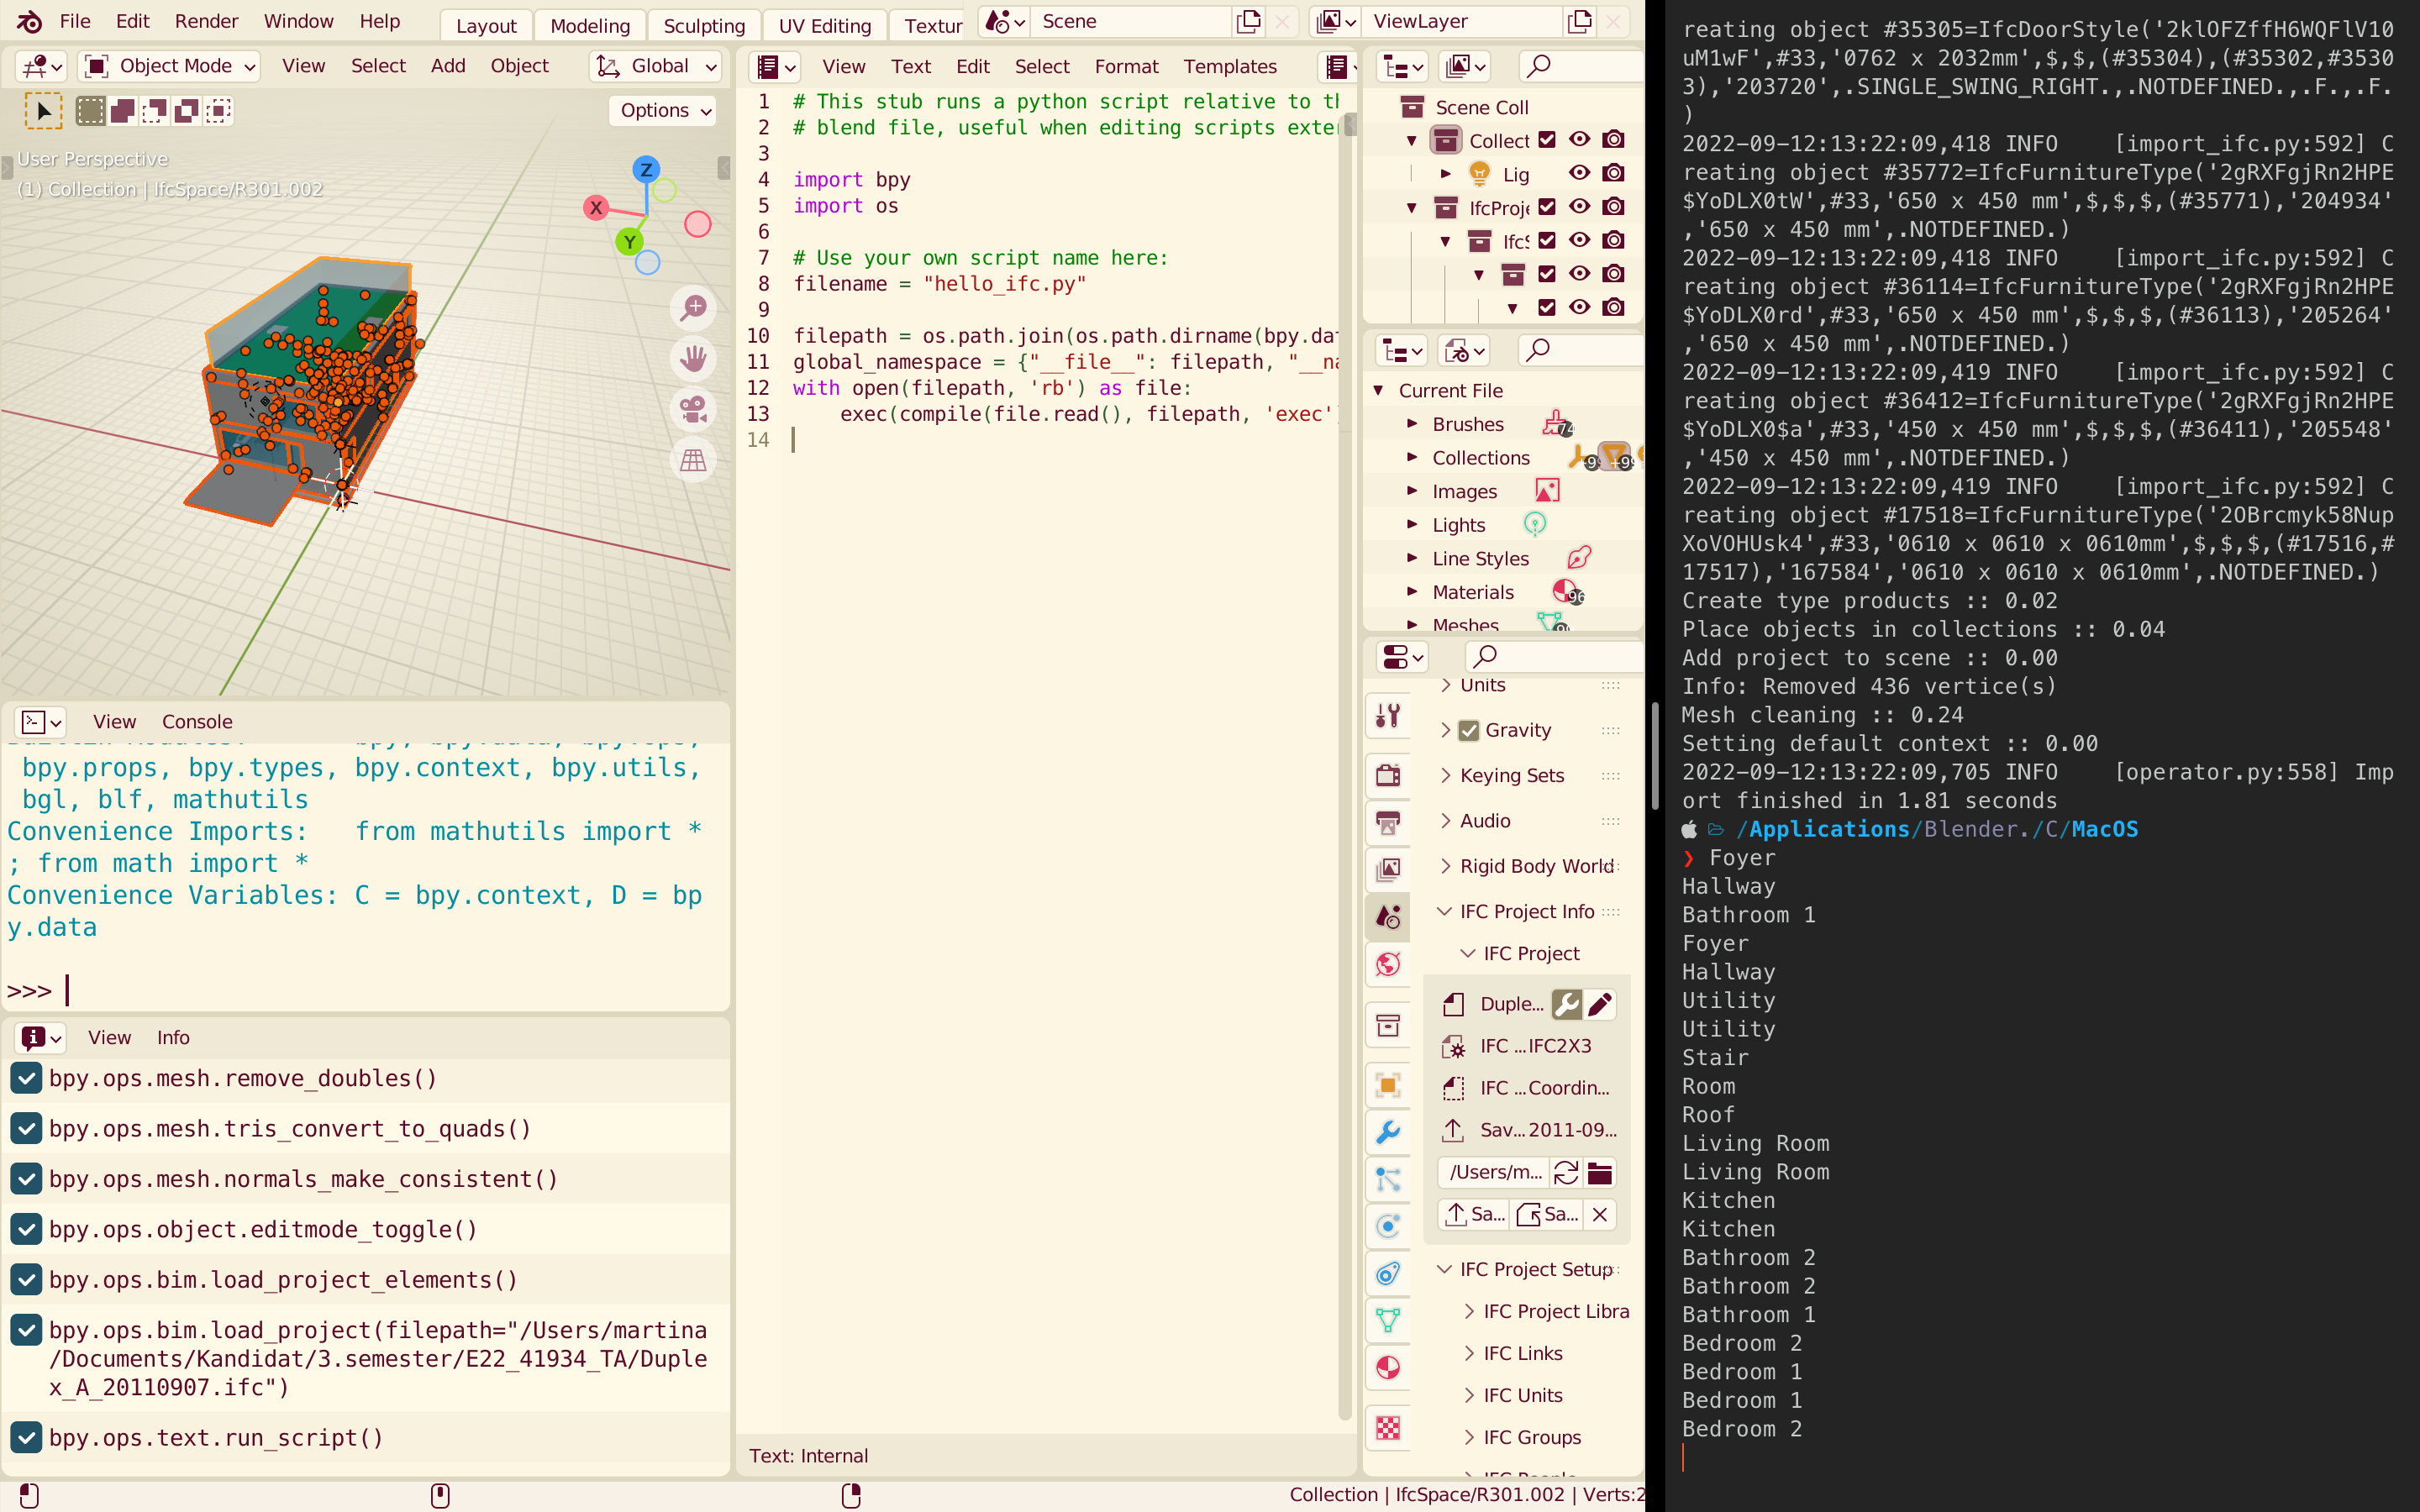 File Edit Render Window Help
Layout Modeling Sculpting UV Editing Textur
Scene
ViewLayer
Object Mode View Select Add Object Global
Options
User Perspective
(1) Collection | IfcSpace/R301.002
Z
X
Y
View Text Edit Select Format Templates
1 # This stub runs a python script relative to th
2 # blend file, useful when editing scripts exter
3
4 import bpy
5 import os
6
7 # Use your own script name here:
8 filename = "hello_ifc.py"
9
10 filepath = os.path.join(os.path.dirname(bpy.dat
11 global_namespace = {"__file__": filepath, "__na
12 with open(filepath, 'rb') as file:
13     exec(compile(file.read(), filepath, 'exec'
14
Text: Internal
View Console
bpy.props, bpy.types, bpy.context, bpy.utils,
bgl, blf, mathutils
Convenience Imports:   from mathutils import *
; from math import *
Convenience Variables: C = bpy.context, D = bp
y.data
>>>
View Info
bpy.ops.mesh.remove_doubles()
bpy.ops.mesh.tris_convert_to_quads()
bpy.ops.mesh.normals_make_consistent()
bpy.ops.object.editmode_toggle()
bpy.ops.bim.load_project_elements()
bpy.ops.bim.load_project(filepath="/Users/martina
/Documents/Kandidat/3.semester/E22_41934_TA/Duple
x_A_20110907.ifc")
bpy.ops.text.run_script()
Scene Coll
Collect
Lig
IfcProje
IfcS
Current File
Brushes
Collections
Images
Lights
Line Styles
Materials
Meshes
Units
Gravity
Keying Sets
Audio
Rigid Body World
IFC Project Info
IFC Project
Duple...
IFC ...IFC2X3
IFC ...Coordin...
Sav...2011-09...
/Users/m...
Sa... Sa...
IFC Project Setup
IFC Project Libra
IFC Links
IFC Units
IFC Groups
Collection | IfcSpace/R301.002 | Verts:2
reating object #35305=IfcDoorStyle('2klOFZffH6WQFlV10
uM1wF',#33,'0762 x 2032mm',$,$,(#35304),(#35302,#3530
3),'203720',.SINGLE_SWING_RIGHT.,.NOTDEFINED.,.F.,.F.
)
2022-09-12:13:22:09,418 INFO    [import_ifc.py:592] C
reating object #35772=IfcFurnitureType('2gRXFgjRn2HPE
$YoDLX0tW',#33,'650 x 450 mm',$,$,$,(#35771),'204934'
,'650 x 450 mm',.NOTDEFINED.)
2022-09-12:13:22:09,418 INFO    [import_ifc.py:592] C
reating object #36114=IfcFurnitureType('2gRXFgjRn2HPE
$YoDLX0rd',#33,'650 x 450 mm',$,$,$,(#36113),'205264'
,'650 x 450 mm',.NOTDEFINED.)
2022-09-12:13:22:09,419 INFO    [import_ifc.py:592] C
reating object #36412=IfcFurnitureType('2gRXFgjRn2HPE
$YoDLX0$a',#33,'450 x 450 mm',$,$,$,(#36411),'205548'
,'450 x 450 mm',.NOTDEFINED.)
2022-09-12:13:22:09,419 INFO    [import_ifc.py:592] C
reating object #17518=IfcFurnitureType('2OBrcmyk58Nup
XoVOHUsk4',#33,'0610 x 0610 x 0610mm',$,$,$,(#17516,#
17517),'167584','0610 x 0610 x 0610mm',.NOTDEFINED.)
Create type products :: 0.02
Place objects in collections :: 0.04
Add project to scene :: 0.00
Info: Removed 436 vertice(s)
Mesh cleaning :: 0.24
Setting default context :: 0.00
2022-09-12:13:22:09,705 INFO    [operator.py:558] Imp
ort finished in 1.81 seconds
/Applications/Blender./C/MacOS
❯ Foyer
Hallway
Bathroom 1
Foyer
Hallway
Utility
Utility
Stair
Room
Roof
Living Room
Living Room
Kitchen
Kitchen
Bathroom 2
Bathroom 2
Bathroom 1
Bedroom 2
Bedroom 1
Bedroom 1
Bedroom 2